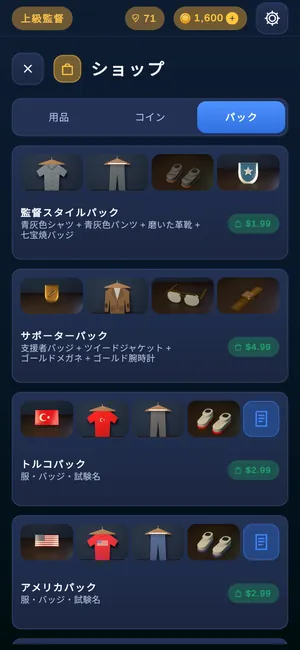 上級監督
71
1,600
ショップ
用品
コイン
パック
監督スタイルパック
青灰色シャツ + 青灰色パンツ + 磨いた革靴 +
七宝焼バッジ
$1.99
サポーターパック
支援者バッジ + ツイードジャケット +
ゴールドメガネ + ゴールド腕時計
$4.99
トルコパック
服・バッジ・試験名
$2.99
アメリカパック
服・バッジ・試験名
$2.99